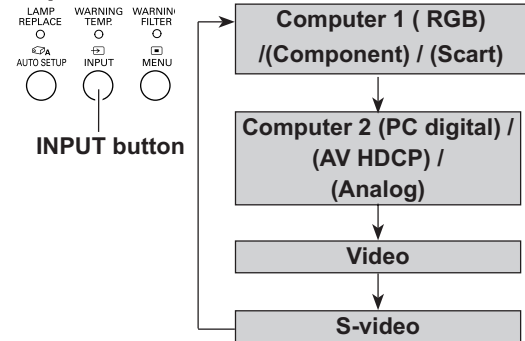 LAMP REPLACE
WARNING TEMP.
WARNING FILTER
AUTO SETUP
INPUT
MENU
INPUT button
Computer 1 ( RGB)
/(Component) / (Scart)
Computer 2 (PC digital) /
(AV HDCP) /
(Analog)
Video
S-video